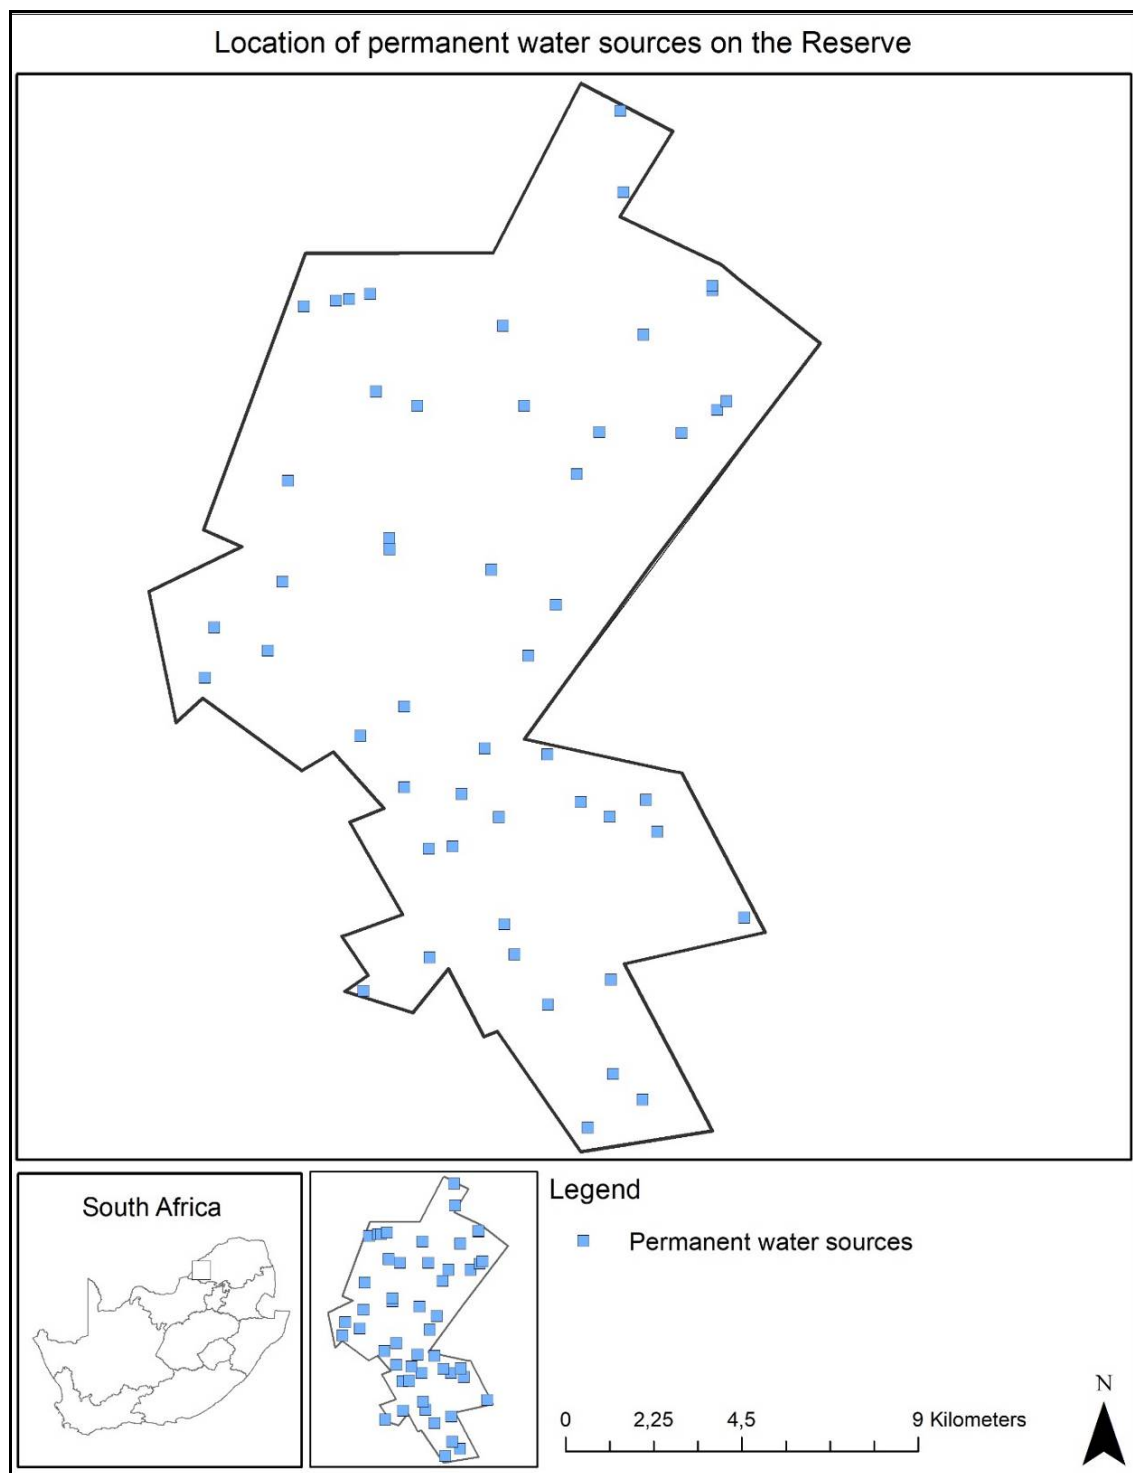 Location of permanent water sources on the Reserve
South Africa
Legend
Permanent water sources
N
0 2,25 4,5 9 Kilometers